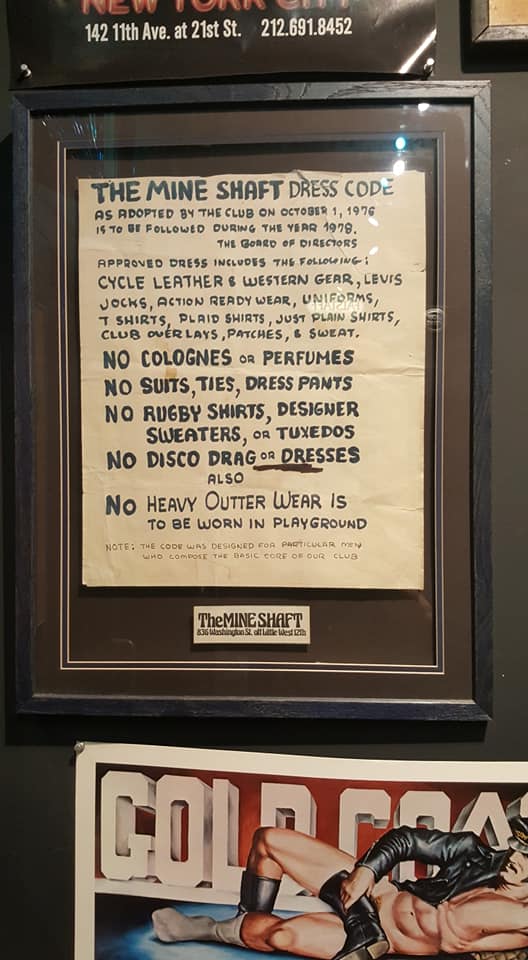 NEW YORK CITY
142 11th Ave. at 21st St. 212.691.8452
THE MINE SHAFT DRESS CODE
AS ADOPTED BY THE CLUB ON OCTOBER 1, 1976
IS TO BE FOLLOWED DURING THE YEAR 1978.
THE BOARD OF DIRECTORS
APPROVED DRESS INCLUDES THE FOLLOWING:
CYCLE LEATHER & WESTERN GEAR, LEVIS
JOCKS, ACTION READY WEAR, UNIFORMS,
T SHIRTS, PLAID SHIRTS, JUST PLAIN SHIRTS,
CLUB OVERLAYS, PATCHES, & SWEAT.
NO COLOGNES OR PERFUMES
NO SUITS, TIES, DRESS PANTS
NO RUGBY SHIRTS, DESIGNER
SWEATERS, OR TUXEDOS
NO DISCO DRAG OR DRESSES
ALSO
NO HEAVY OUTTER WEAR IS
TO BE WORN IN PLAYGROUND
NOTE: THE CODE WAS DESIGNED FOR PARTICULAR MEN
WHO COMPOSE THE BASIC CORE OF OUR CLUB
The MINE SHAFT
835 Washington St. off Little West 12th
GOLD COA